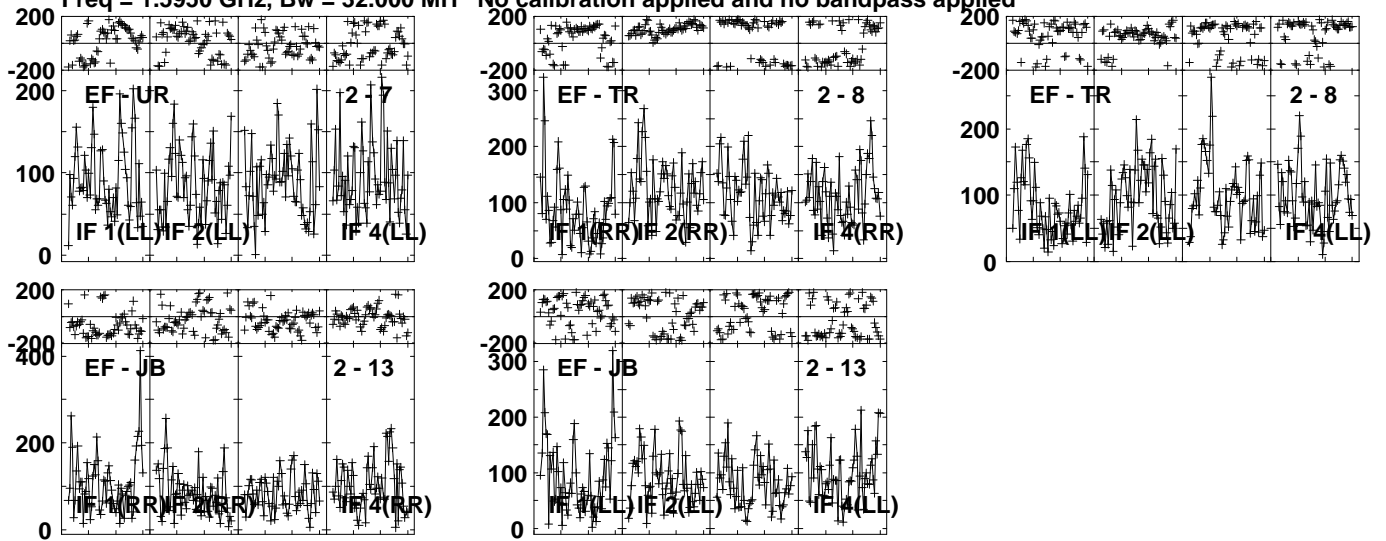 Freq = 1.5950 GHz, Bw = 32.000 MH No calibration applied and no bandpass applied
200
-200
200
100
0
EF - UR
2 - 7
IF 1(LL)
IF 2(LL)
IF 4(LL)
200
-200
300
200
100
0
EF - TR
2 - 8
IF 1(RR)
IF 2(RR)
IF 4(RR)
200
-200
200
100
0
EF - TR
2 - 8
IF 1(LL)
IF 2(LL)
IF 4(LL)
200
-200
400
200
0
EF - JB
2 - 13
IF 1(RR)
IF 2(RR)
IF 4(RR)
200
-200
300
200
100
0
EF - JB
2 - 13
IF 1(LL)
IF 2(LL)
IF 4(LL)